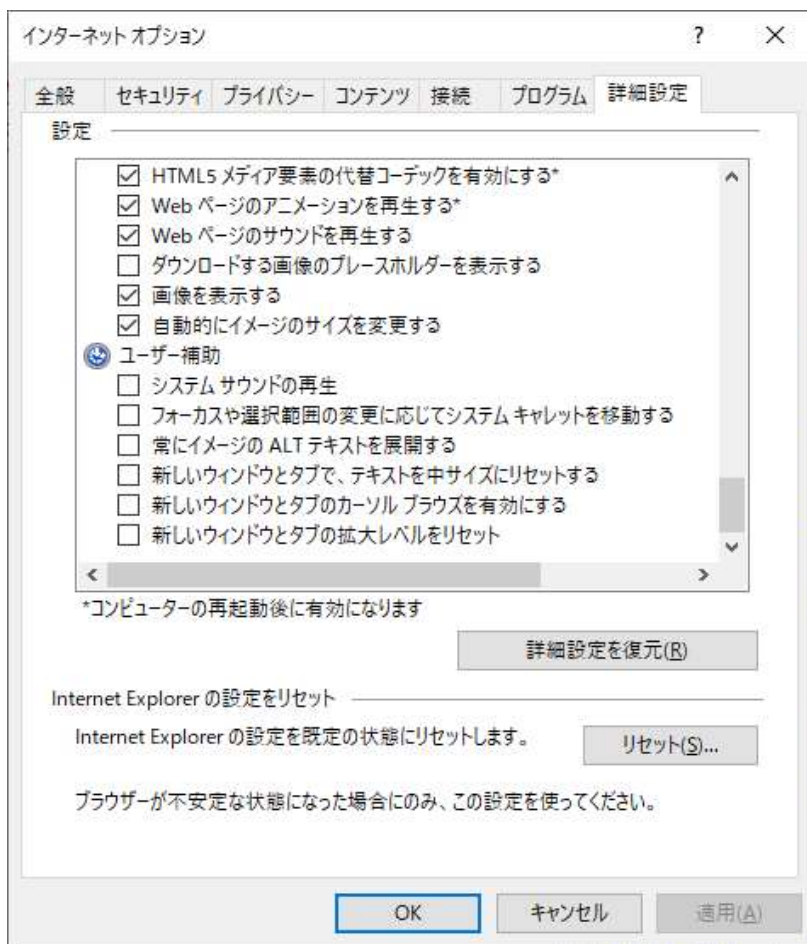 インターネット オプション
?
全般 セキュリティ プライバシー コンテンツ 接続 プログラム 詳細設定
設定
HTML5 メディア要素の代替コーデックを有効にする*
Web ページのアニメーションを再生する*
Web ページのサウンドを再生する
ダウンロードする画像のプレースホルダーを表示する
画像を表示する
自動的にイメージのサイズを変更する
ユーザー補助
システム サウンドの再生
フォーカスや選択範囲の変更に応じてシステム キャレットを移動する
常にイメージの ALT テキストを展開する
新しいウィンドウとタブで、テキストを中サイズにリセットする
新しいウィンドウとタブのカーソル ブラウズを有効にする
新しいウィンドウとタブの拡大レベルをリセット
*コンピューターの再起動後に有効になります
詳細設定を復元(R)
Internet Explorer の設定をリセット
Internet Explorer の設定を既定の状態にリセットします。
リセット(S)...
ブラウザーが不安定な状態になった場合にのみ、この設定を使ってください。
OK キャンセル 適用(A)